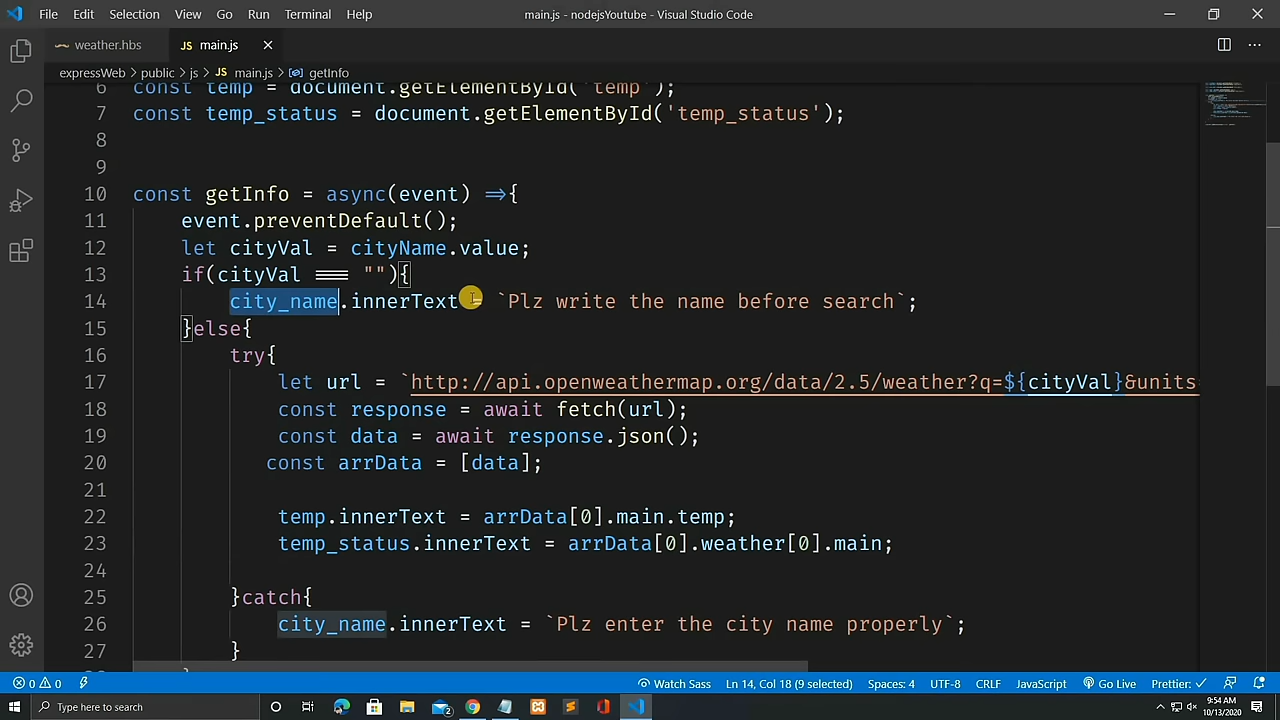 File Edit Selection View Go Run Terminal Help main.js - nodejsYoutube - Visual Studio Code
weather.hbs JS main.js
expressWeb > public > js > JS main.js > getInfo
6 const temp = document.getElementById('temp');
7 const temp_status = document.getElementById('temp_status');
8
9
10 const getInfo = async(event) =>{
11 event.preventDefault();
12 let cityVal = cityName.value;
13 if(cityVal === ""){
14 city_name.innerText = `Plz write the name before search`;
15 }else{
16 try{
17 let url = `http://api.openweathermap.org/data/2.5/weather?q=${cityVal}&units=
18 const response = await fetch(url);
19 const data = await response.json();
20 const arrData = [data];
21
22 temp.innerText = arrData[0].main.temp;
23 temp_status.innerText = arrData[0].weather[0].main;
24
25 }catch{
26 city_name.innerText = `Plz enter the city name properly`;
27 }
0 0 Watch Sass Ln 14, Col 18 (9 selected) Spaces: 4 UTF-8 CRLF JavaScript Go Live Prettier: ✓
Type here to search 2 9:54 AM
10/13/2020